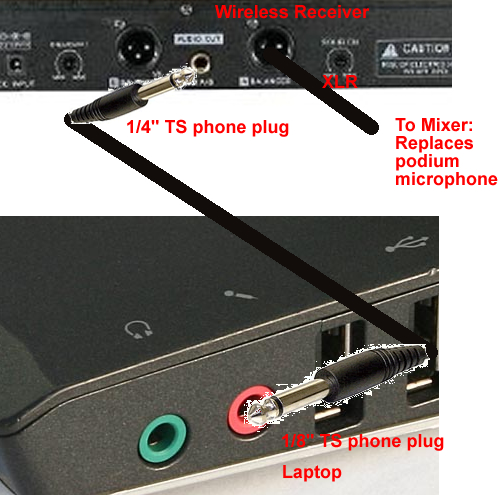 Wireless Receiver
AUDIO OUT
CAUTION
BALANCED
XLR
1/4" TS phone plug
To Mixer:
Replaces
podium
microphone
1/8" TS phone plug
Laptop